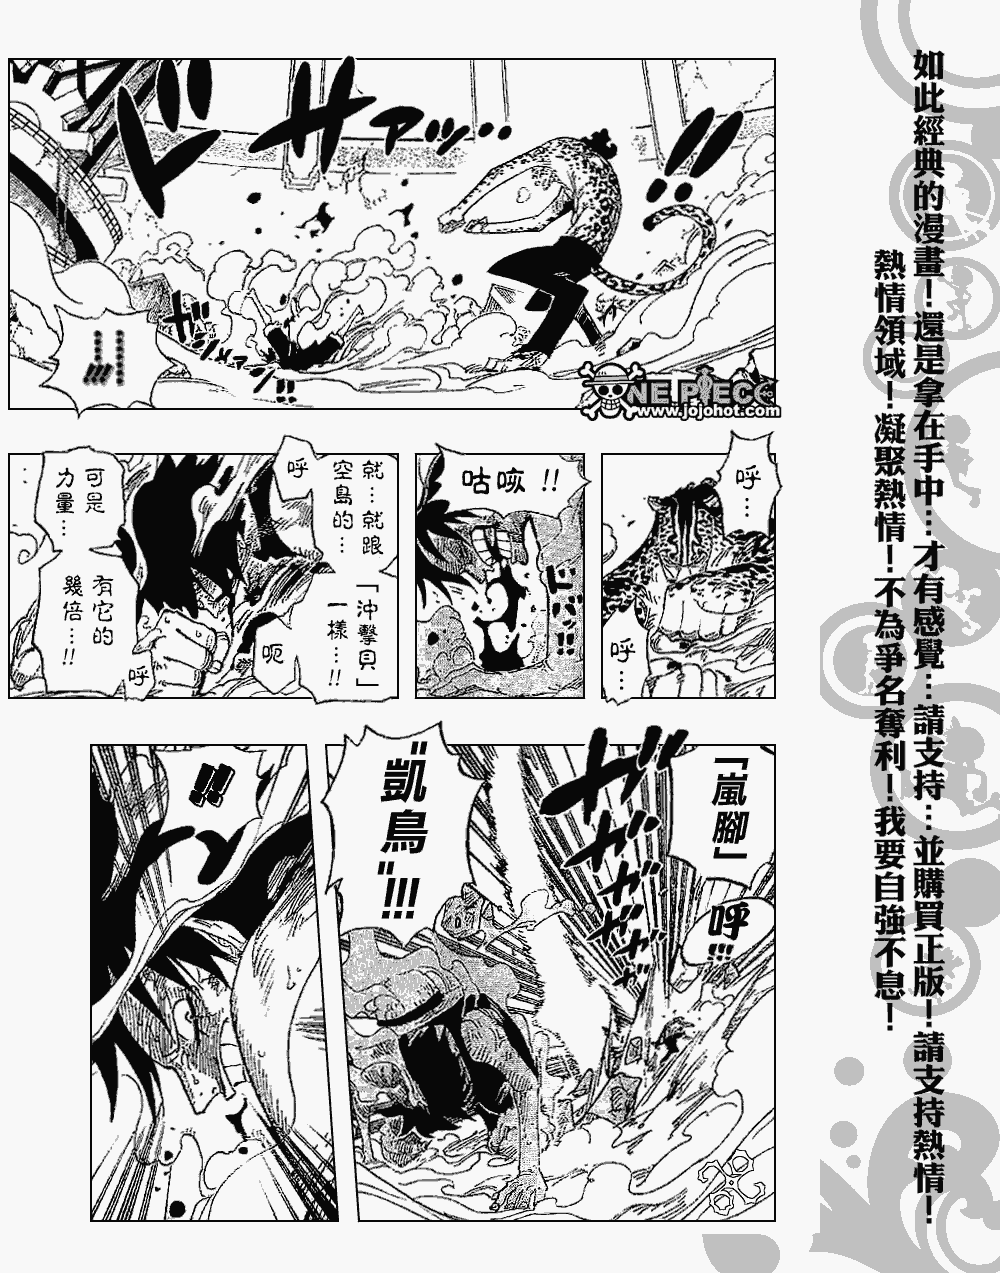 如此經典的漫畫！還是拿在手中…才有感覺…請支持…並購買正版！請支持熱情！
熱情領域！凝聚熱情！不為爭名奪利！我要自強不息！
ドサァッ‥
!!
ガシャァン
!!
………!!!
ONE PIECE
www.jojohot.com
呼…
呼…
咕咳!!
ドバッ!!
就…就跟
空島的…
「沖擊貝」
一樣…!!
呼
呃
可是
力量…
有它的
幾倍…!!
呼
「嵐腳」
呼!!!
"凱鳥"!!!
!!